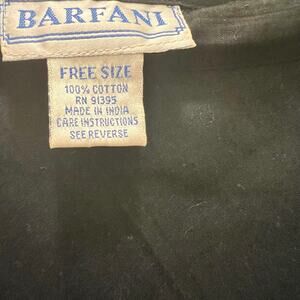 BARFANI
FREE SIZE
100% COTTON
RN 91395
MADE IN INDIA
CARE INSTRUCTIONS
SEE REVERSE